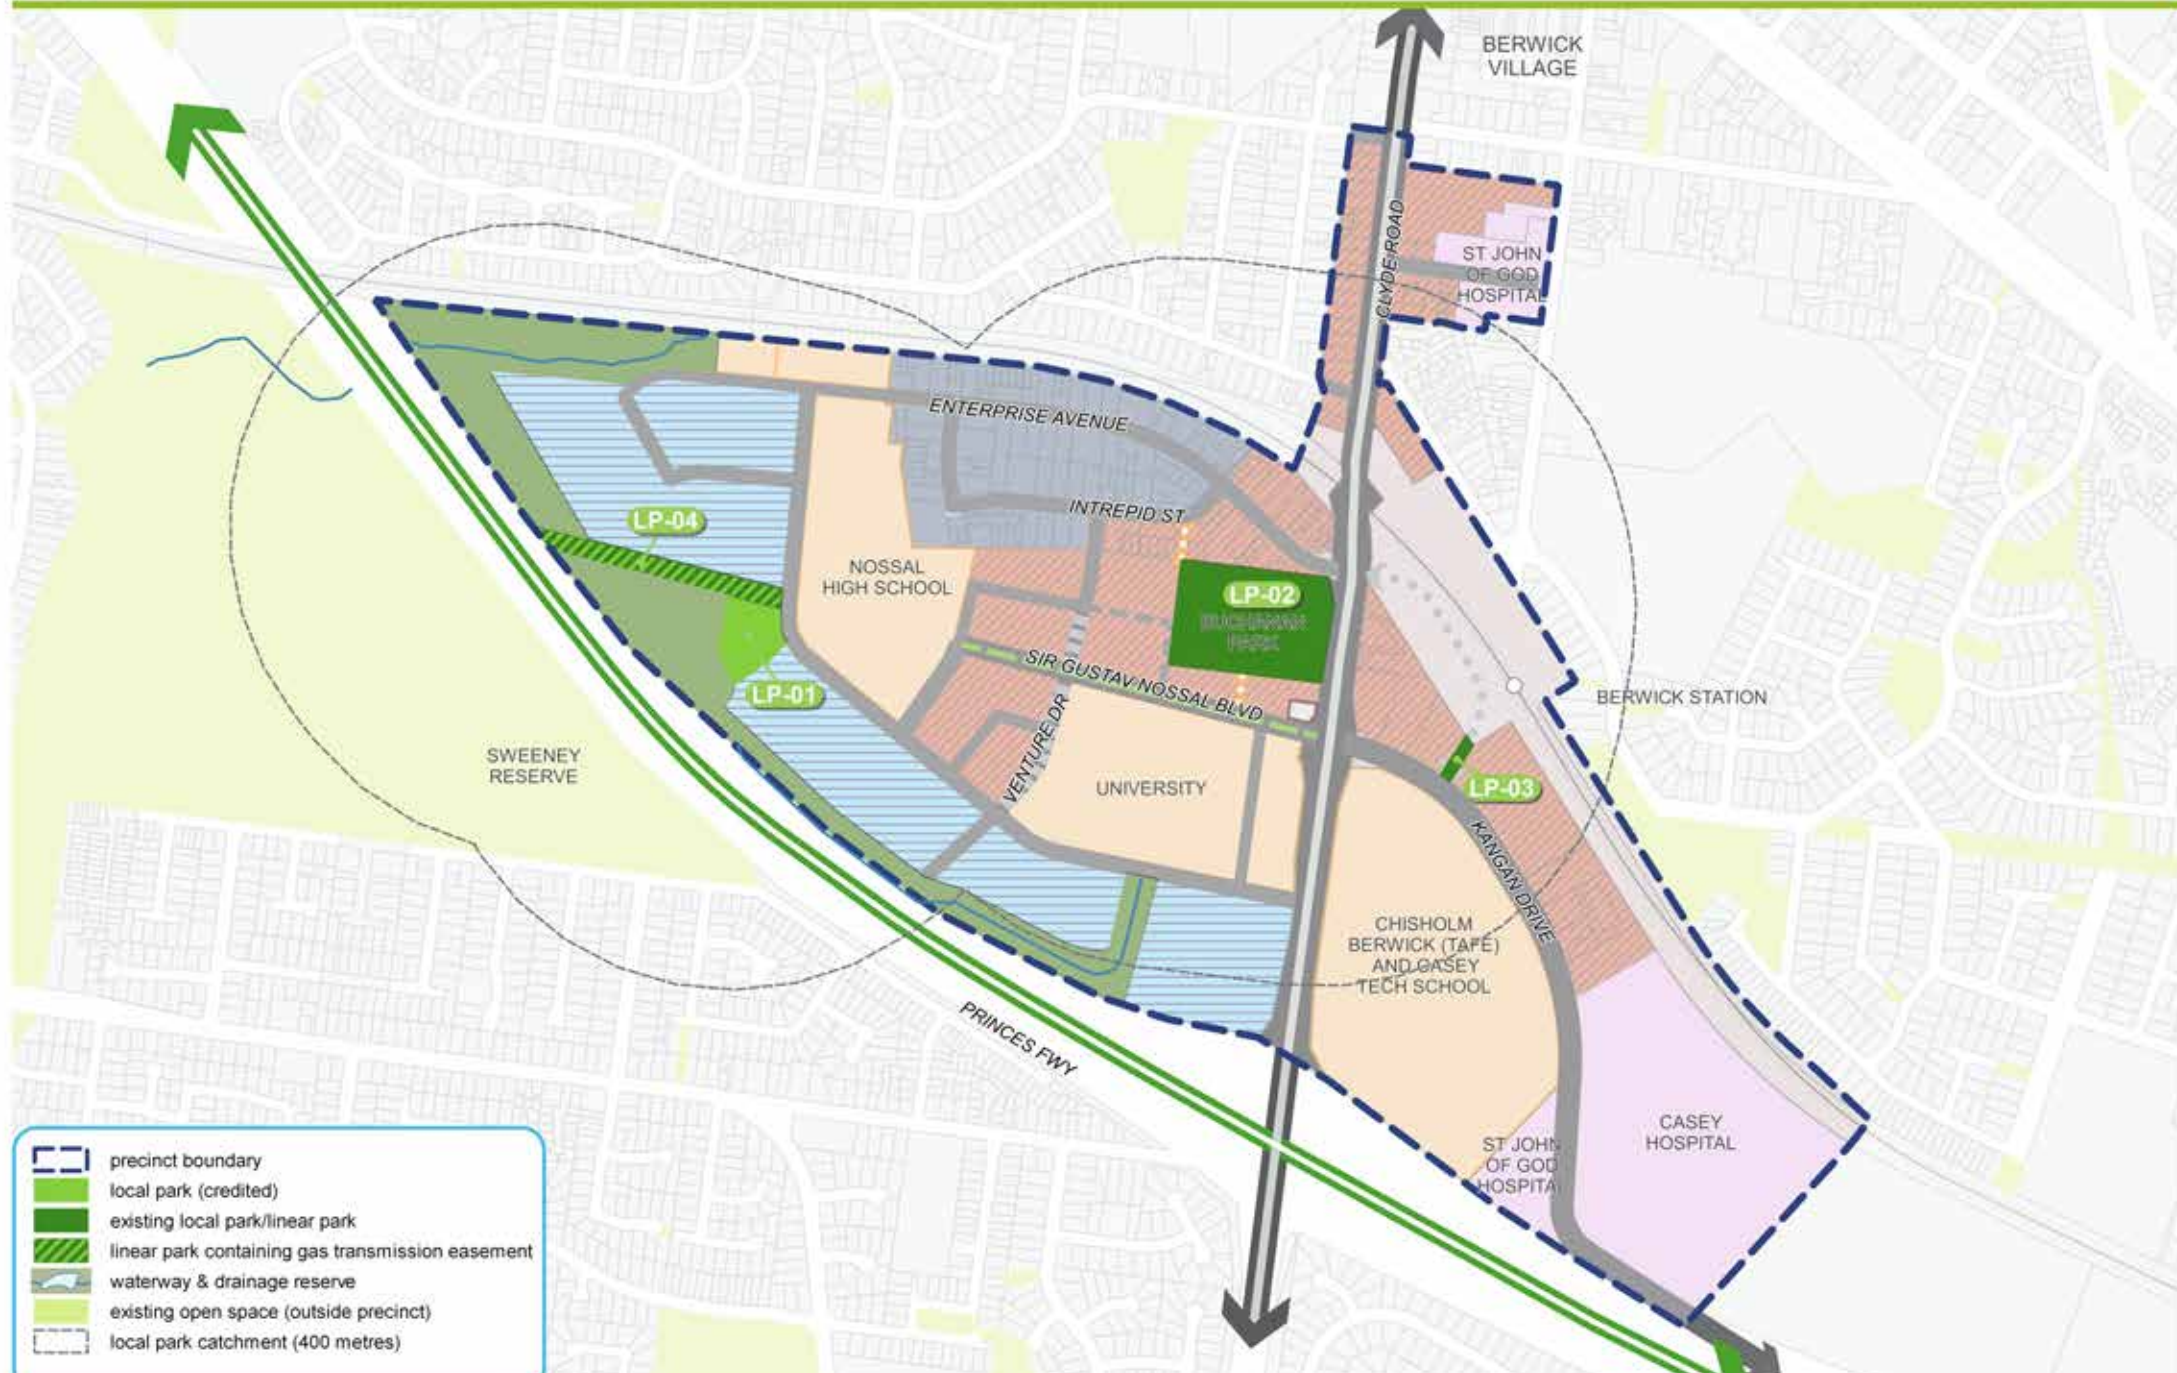 BERWICK
VILLAGE
CLYDE ROAD
ST JOHN
OF GOD
HOSPITAL
ENTERPRISE AVENUE
INTREPID ST
LP-04
NOSSAL
HIGH SCHOOL
LP-02
BUCHANAN
PARK
SIR GUSTAV NOSSAL BLVD
LP-01
BERWICK STATION
VENTURE DR
SWEENEY
RESERVE
UNIVERSITY
LP-03
KANGAN DRIVE
CHISHOLM
BERWICK (TAFE)
AND CASEY
TECH SCHOOL
PRINCES FWY
CASEY
HOSPITAL
ST JOHN
OF GOD
HOSPITAL
precinct boundary
local park (credited)
existing local park/linear park
linear park containing gas transmission easement
waterway & drainage reserve
existing open space (outside precinct)
local park catchment (400 metres)